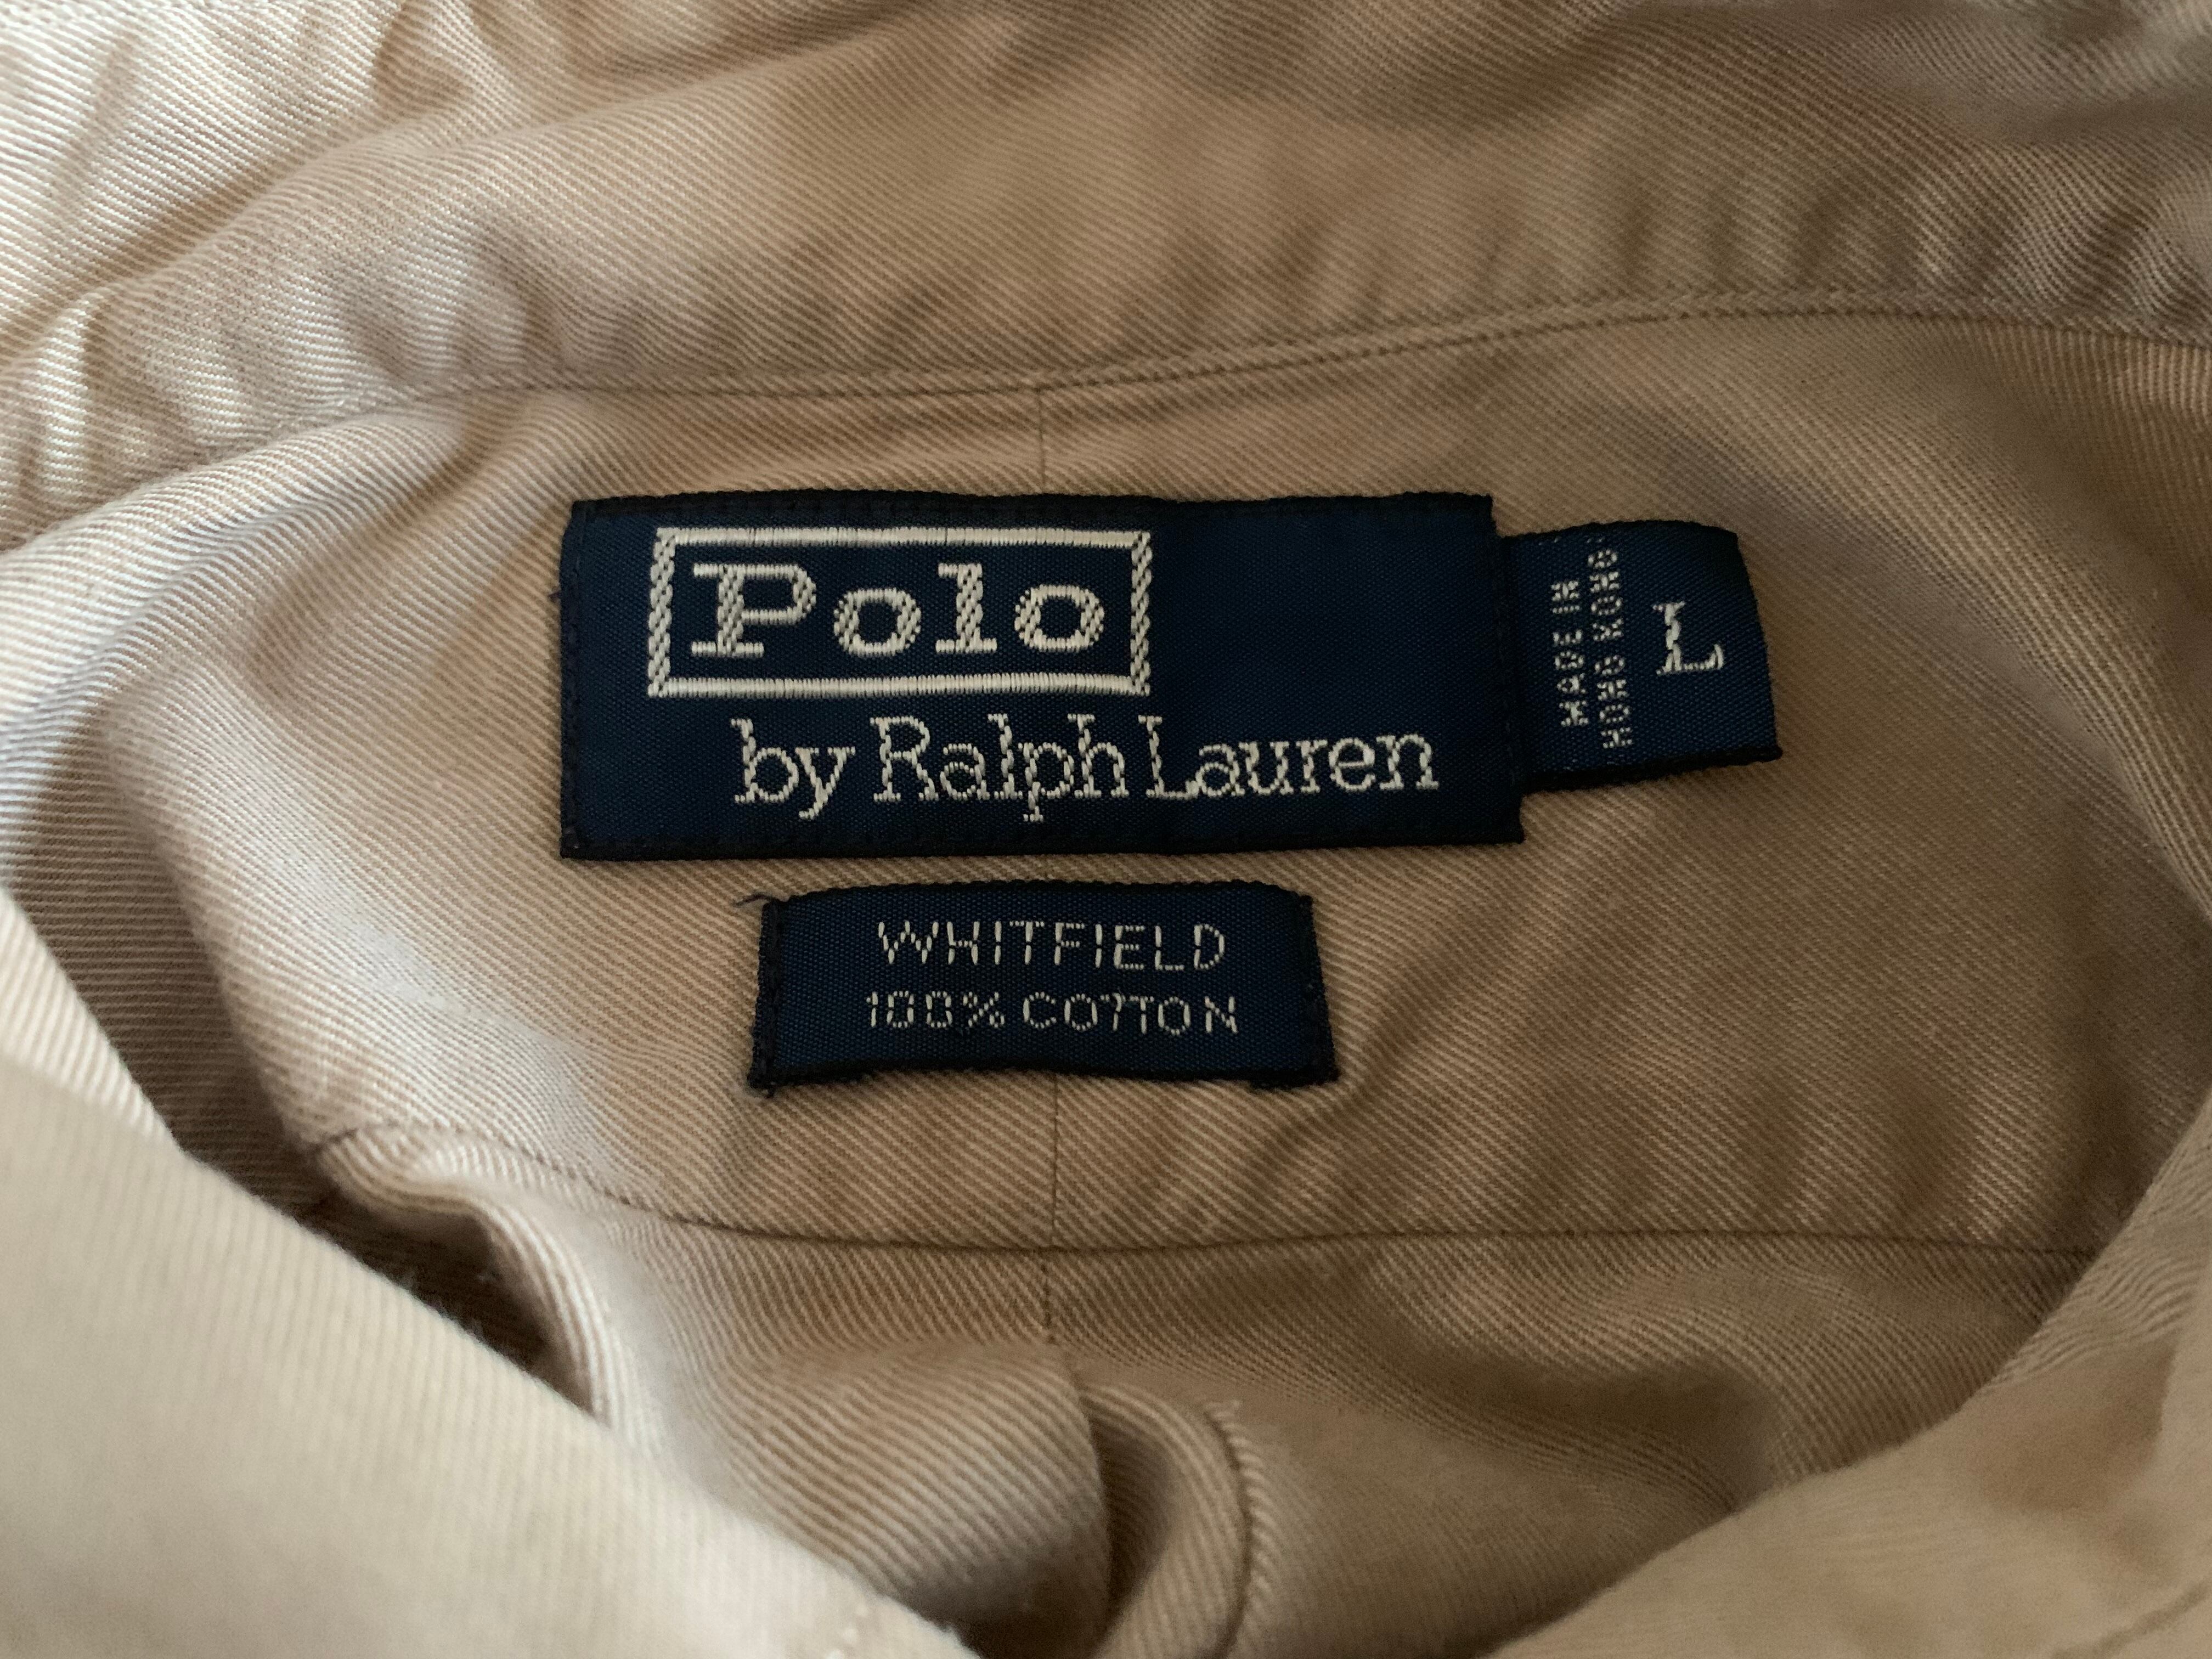 Polo
by Ralph Lauren
MADE IN
HONG KONG
L
WHITFIELD
100% COTTON